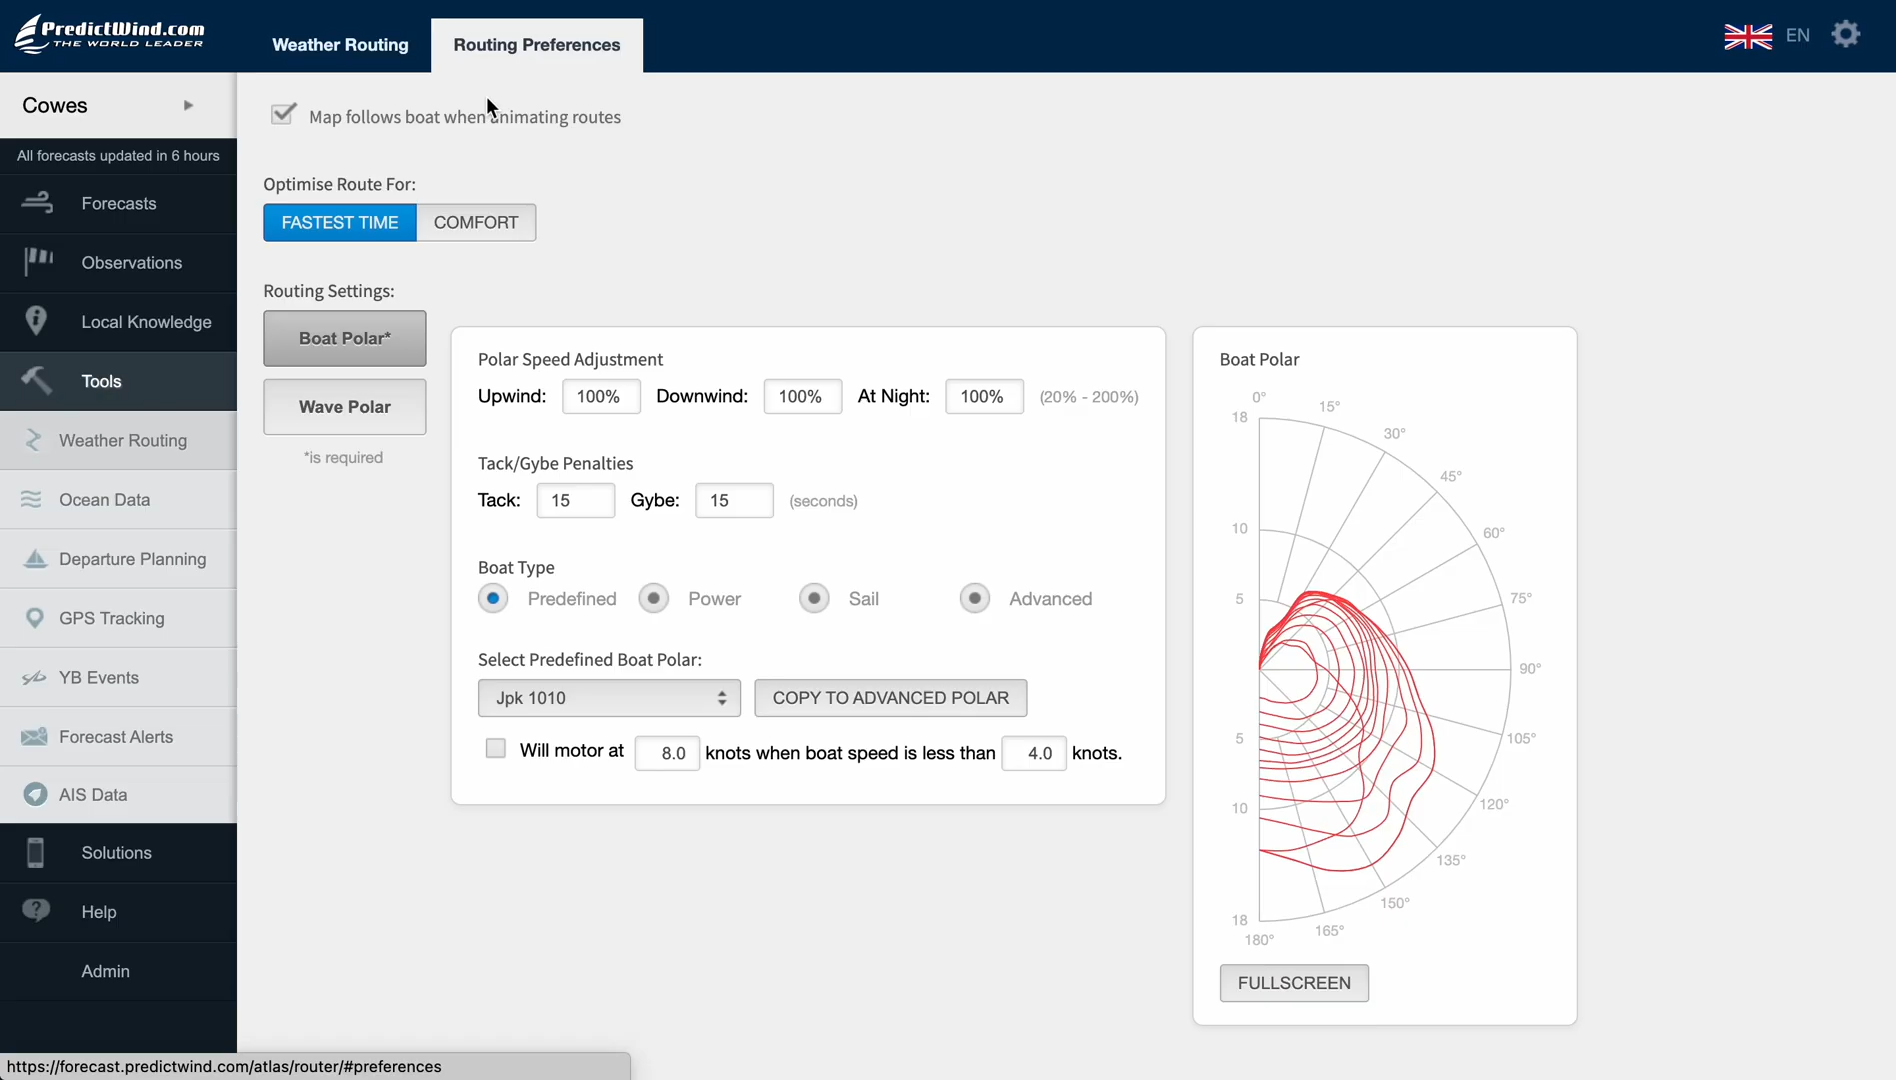 PredictWind.com
THE WORLD LEADER
Weather Routing
Routing Preferences
EN
Cowes
All forecasts updated in 6 hours
Forecasts
Observations
Local Knowledge
Tools
Weather Routing
Ocean Data
Departure Planning
GPS Tracking
YB Events
Forecast Alerts
AIS Data
Solutions
Help
Admin
Map follows boat when animating routes
Optimise Route For:
FASTEST TIME COMFORT
Routing Settings:
Boat Polar*
Wave Polar
*is required
Polar Speed Adjustment
Upwind: 100% Downwind: 100% At Night: 100% (20% - 200%)
Tack/Gybe Penalties
Tack: 15 Gybe: 15 (seconds)
Boat Type
Predefined Power Sail Advanced
Select Predefined Boat Polar:
Jpk 1010 COPY TO ADVANCED POLAR
Will motor at 8.0 knots when boat speed is less than 4.0 knots.
Boat Polar
0°
18
15°
30°
45°
10
60°
5
75°
90°
5
105°
10
120°
135°
150°
18
165°
180°
FULLSCREEN
https://forecast.predictwind.com/atlas/router/#preferences